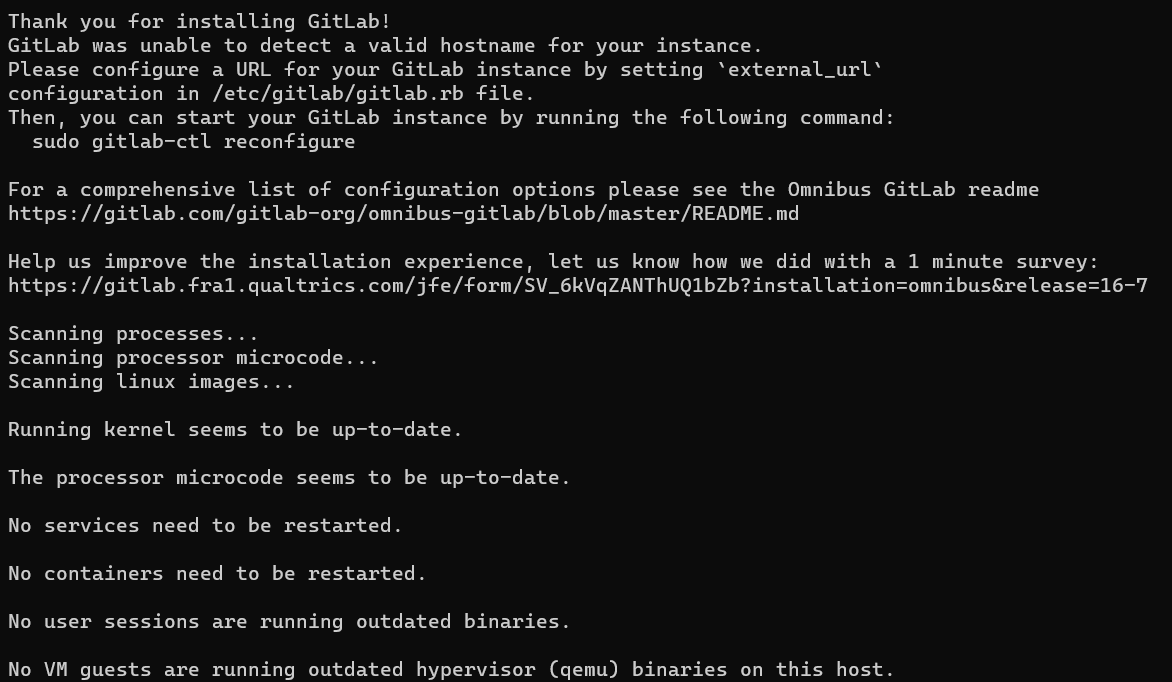 Thank you for installing GitLab!
GitLab was unable to detect a valid hostname for your instance.
Please configure a URL for your GitLab instance by setting `external_url`
configuration in /etc/gitlab/gitlab.rb file.
Then, you can start your GitLab instance by running the following command:
  sudo gitlab-ctl reconfigure

For a comprehensive list of configuration options please see the Omnibus GitLab readme
https://gitlab.com/gitlab-org/omnibus-gitlab/blob/master/README.md

Help us improve the installation experience, let us know how we did with a 1 minute survey:
https://gitlab.fra1.qualtrics.com/jfe/form/SV_6kVqZANThUQ1bZb?installation=omnibus&release=16-7

Scanning processes...
Scanning processor microcode...
Scanning linux images...

Running kernel seems to be up-to-date.

The processor microcode seems to be up-to-date.

No services need to be restarted.

No containers need to be restarted.

No user sessions are running outdated binaries.

No VM guests are running outdated hypervisor (qemu) binaries on this host.